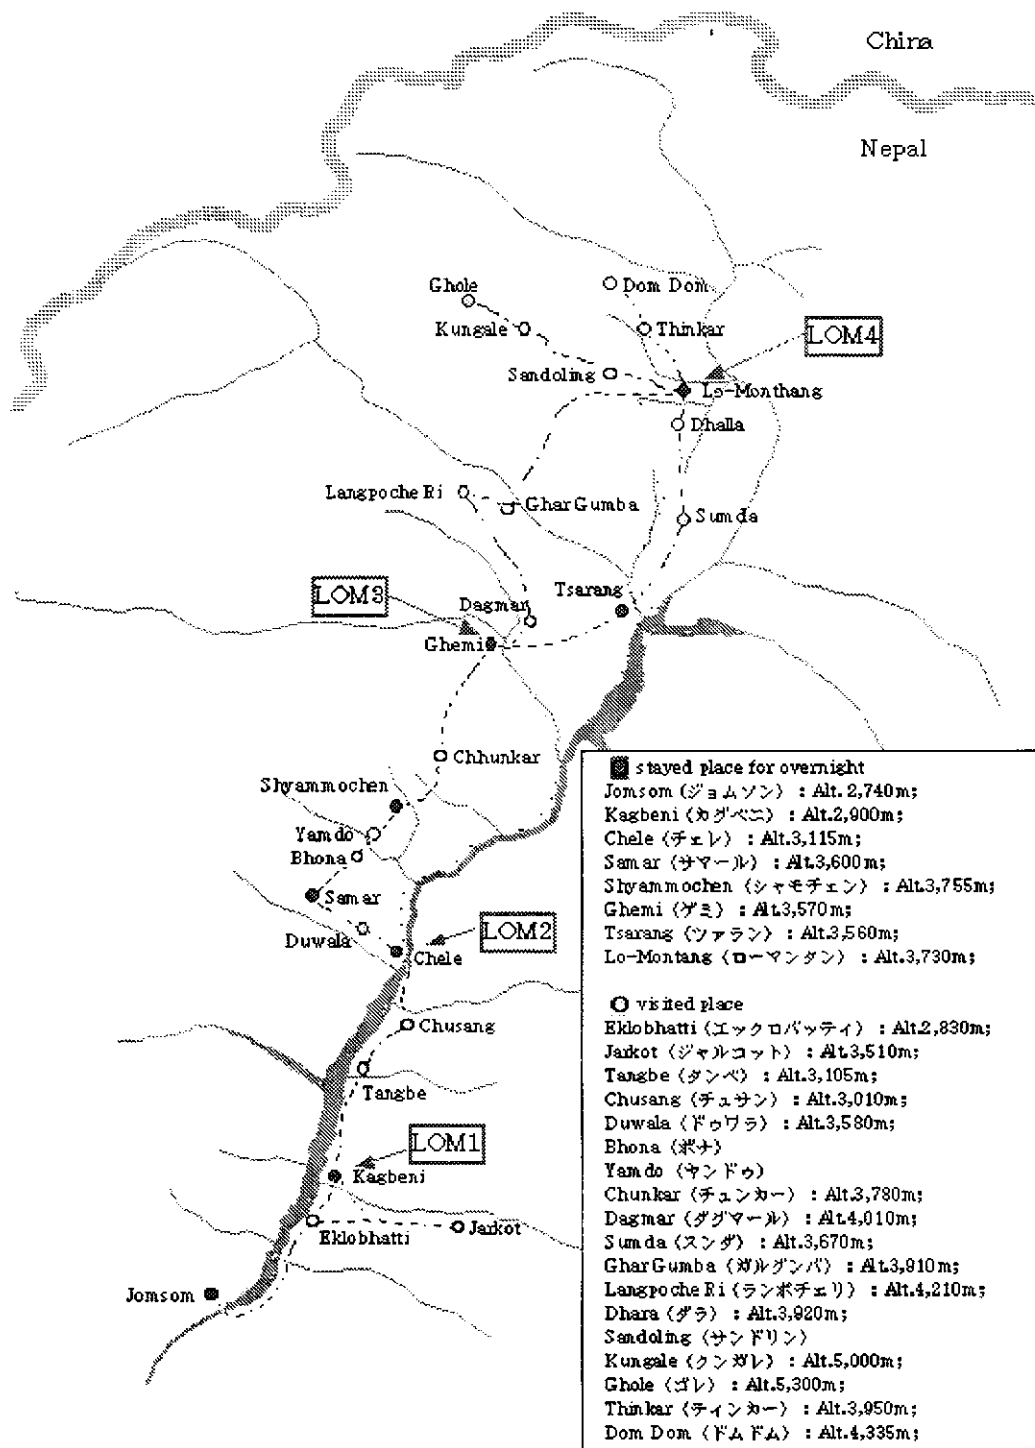 China
Nepal
Ghole
Dom Dom
Kungale
Thinkar
LOM4
Sandoling
Lo-Monthang
Dhalla
Langpoche Ri
Ghar Gumba
Sumda
LOM3
Dagmar
Tsarang
Ghemi
Chhunkar
Shyammochen
Yamdo
Bhona
Samar
Duwala
LOM2
Chele
Chusang
Tangbe
LOM1
Kagbeni
Eklobhatti
Jarkot
Jomsom
stayed place for overnight
Jomsom (ジョムソン) : Alt. 2,740m;
Kagbeni (カグベニ) : Alt.2,900m;
Chele (チェレ) : Alt.3,115m;
Samar (サマール) : Alt.3,600m;
Shyammochen (シャモチェン) : Alt.3,755m;
Ghemi (ゲミ) : Alt.3,570m;
Tsarang (ツァラン) : Alt.3,560m;
Lo-Montang (ローマンタン) : Alt.3,730m;
visited place
Eklobhatti (エックロバッティ) : Alt.2,830m;
Jarkot (ジャルコット) : Alt.3,510m;
Tangbe (タンベ) : Alt.3,105m;
Chusang (チュサン) : Alt.3,010m;
Duwala (ドゥワラ) : Alt.3,580m;
Bhona (ボナ)
Yamdo (ヤンドゥ)
Chunkar (チュンカー) : Alt.3,780m;
Dagmar (ダグマール) : Alt.4,010m;
Sumda (スンダ) : Alt.3,670m;
Ghar Gumba (ガルグンバ) : Alt.3,910m;
Langpoche Ri (ランポチェリ) : Alt.4,210m;
Dhara (ダラ) : Alt.3,920m;
Sandoling (サンドリン)
Kungale (クンガレ) : Alt.5,000m;
Ghole (ゴレ) : Alt.5,300m;
Thinkar (ティンカー) : Alt.3,950m;
Dom Dom (ドムドム) : Alt.4,335m;